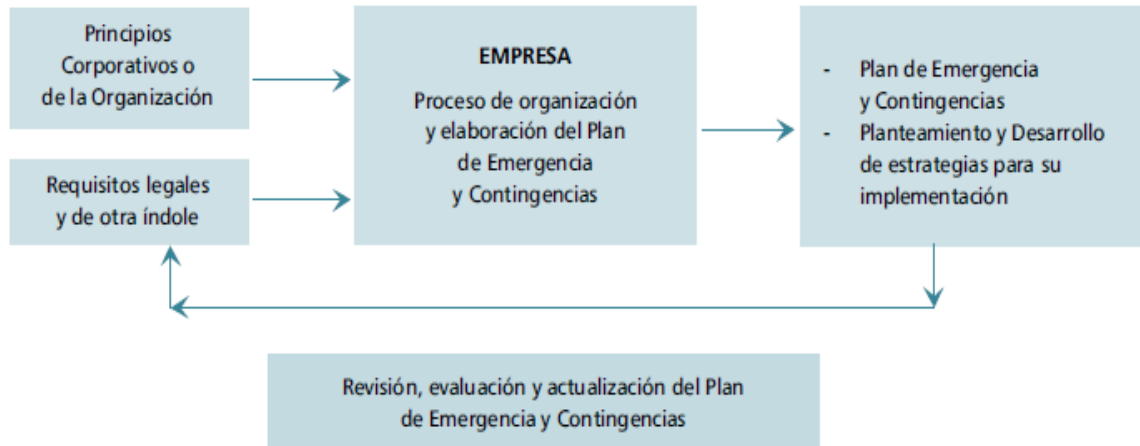 Principios
Corporativos o
de la Organización
Requisitos legales
y de otra índole
EMPRESA
Proceso de organización
y elaboración del Plan
de Emergencia
y Contingencias
- Plan de Emergencia
y Contingencias
- Planteamiento y Desarrollo
de estrategias para su
implementación
Revisión, evaluación y actualización del Plan
de Emergencia y Contingencias